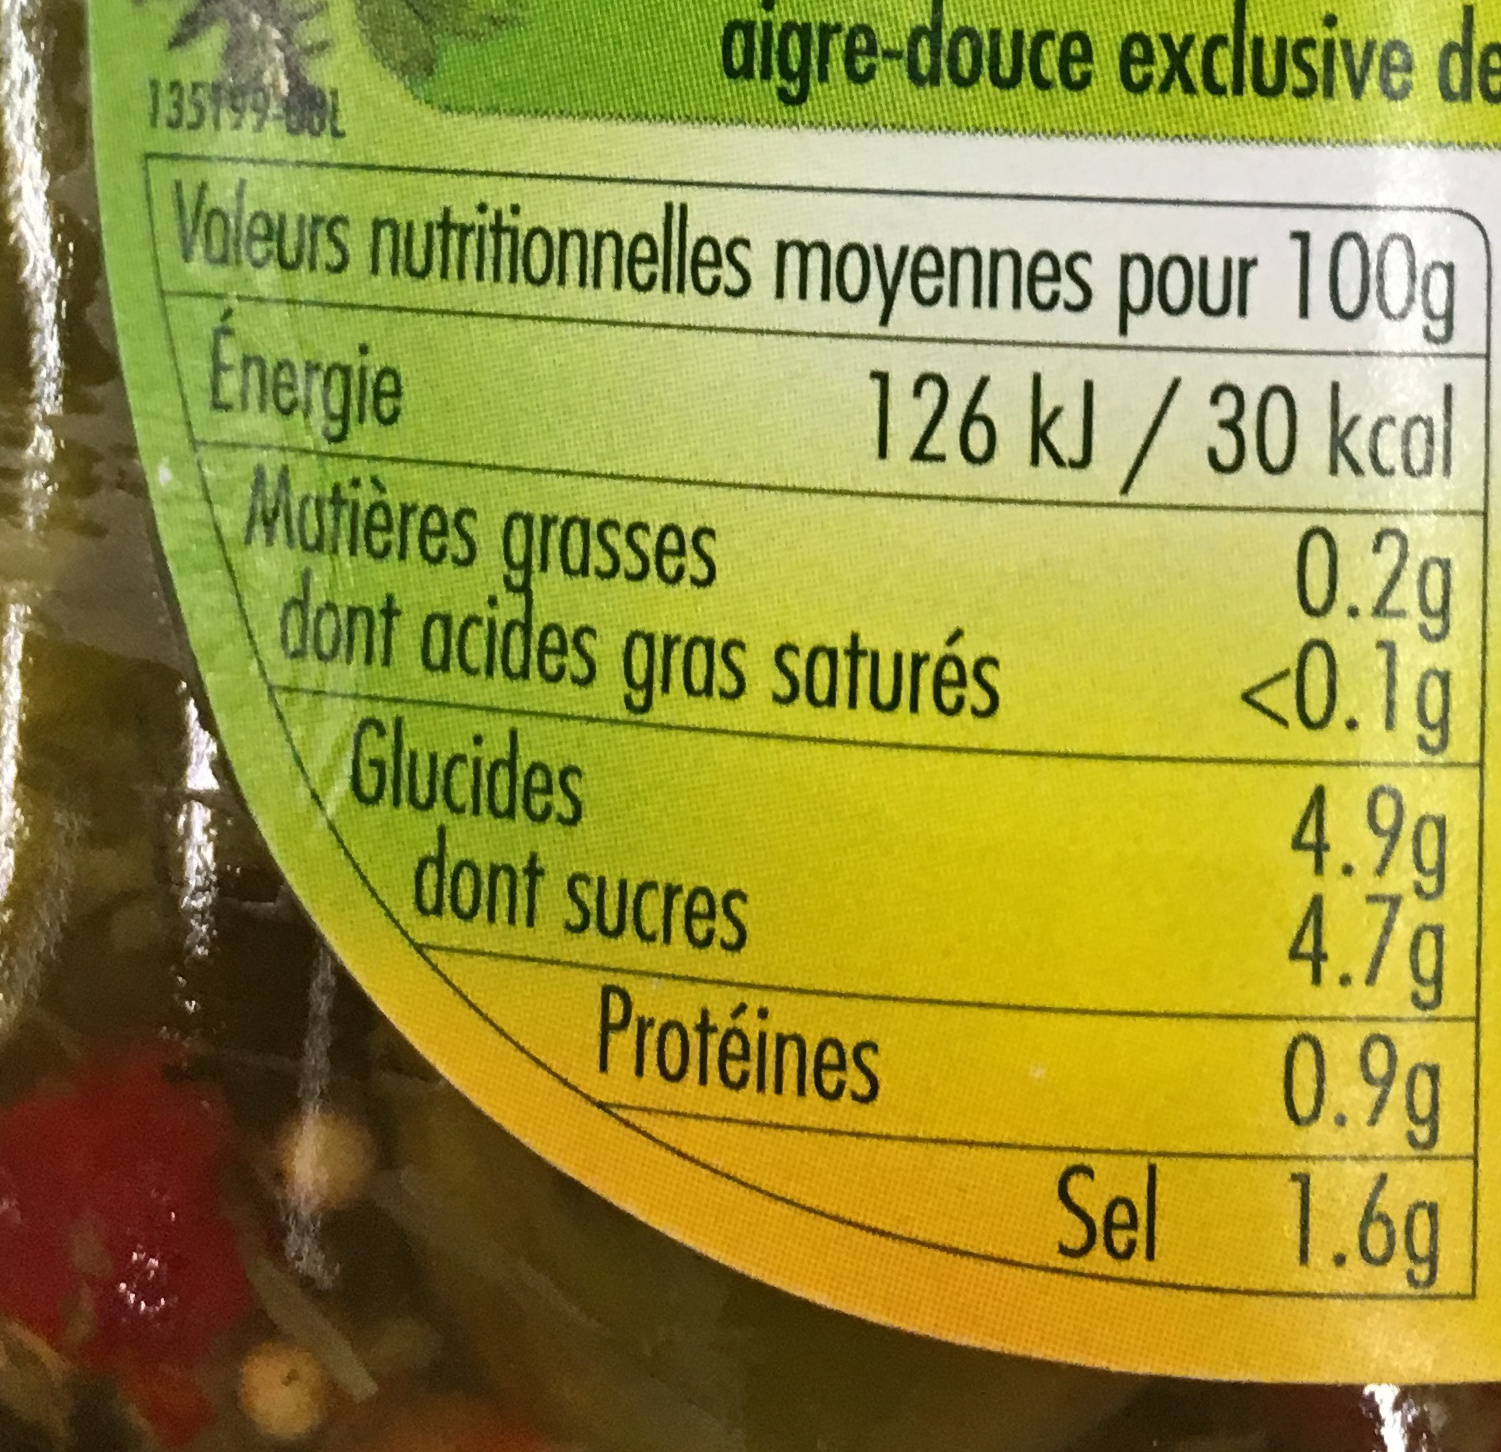 aigre-douce exclusive de
Valeurs nutritionnelles moyennes pour 100g
Énergie 126 kJ / 30 kcal
Matières grasses 0.2g
dont acides gras saturés <0.1g
Glucides 4.9g
dont sucres 4.7g
Protéines 0.9g
Sel 1.6g